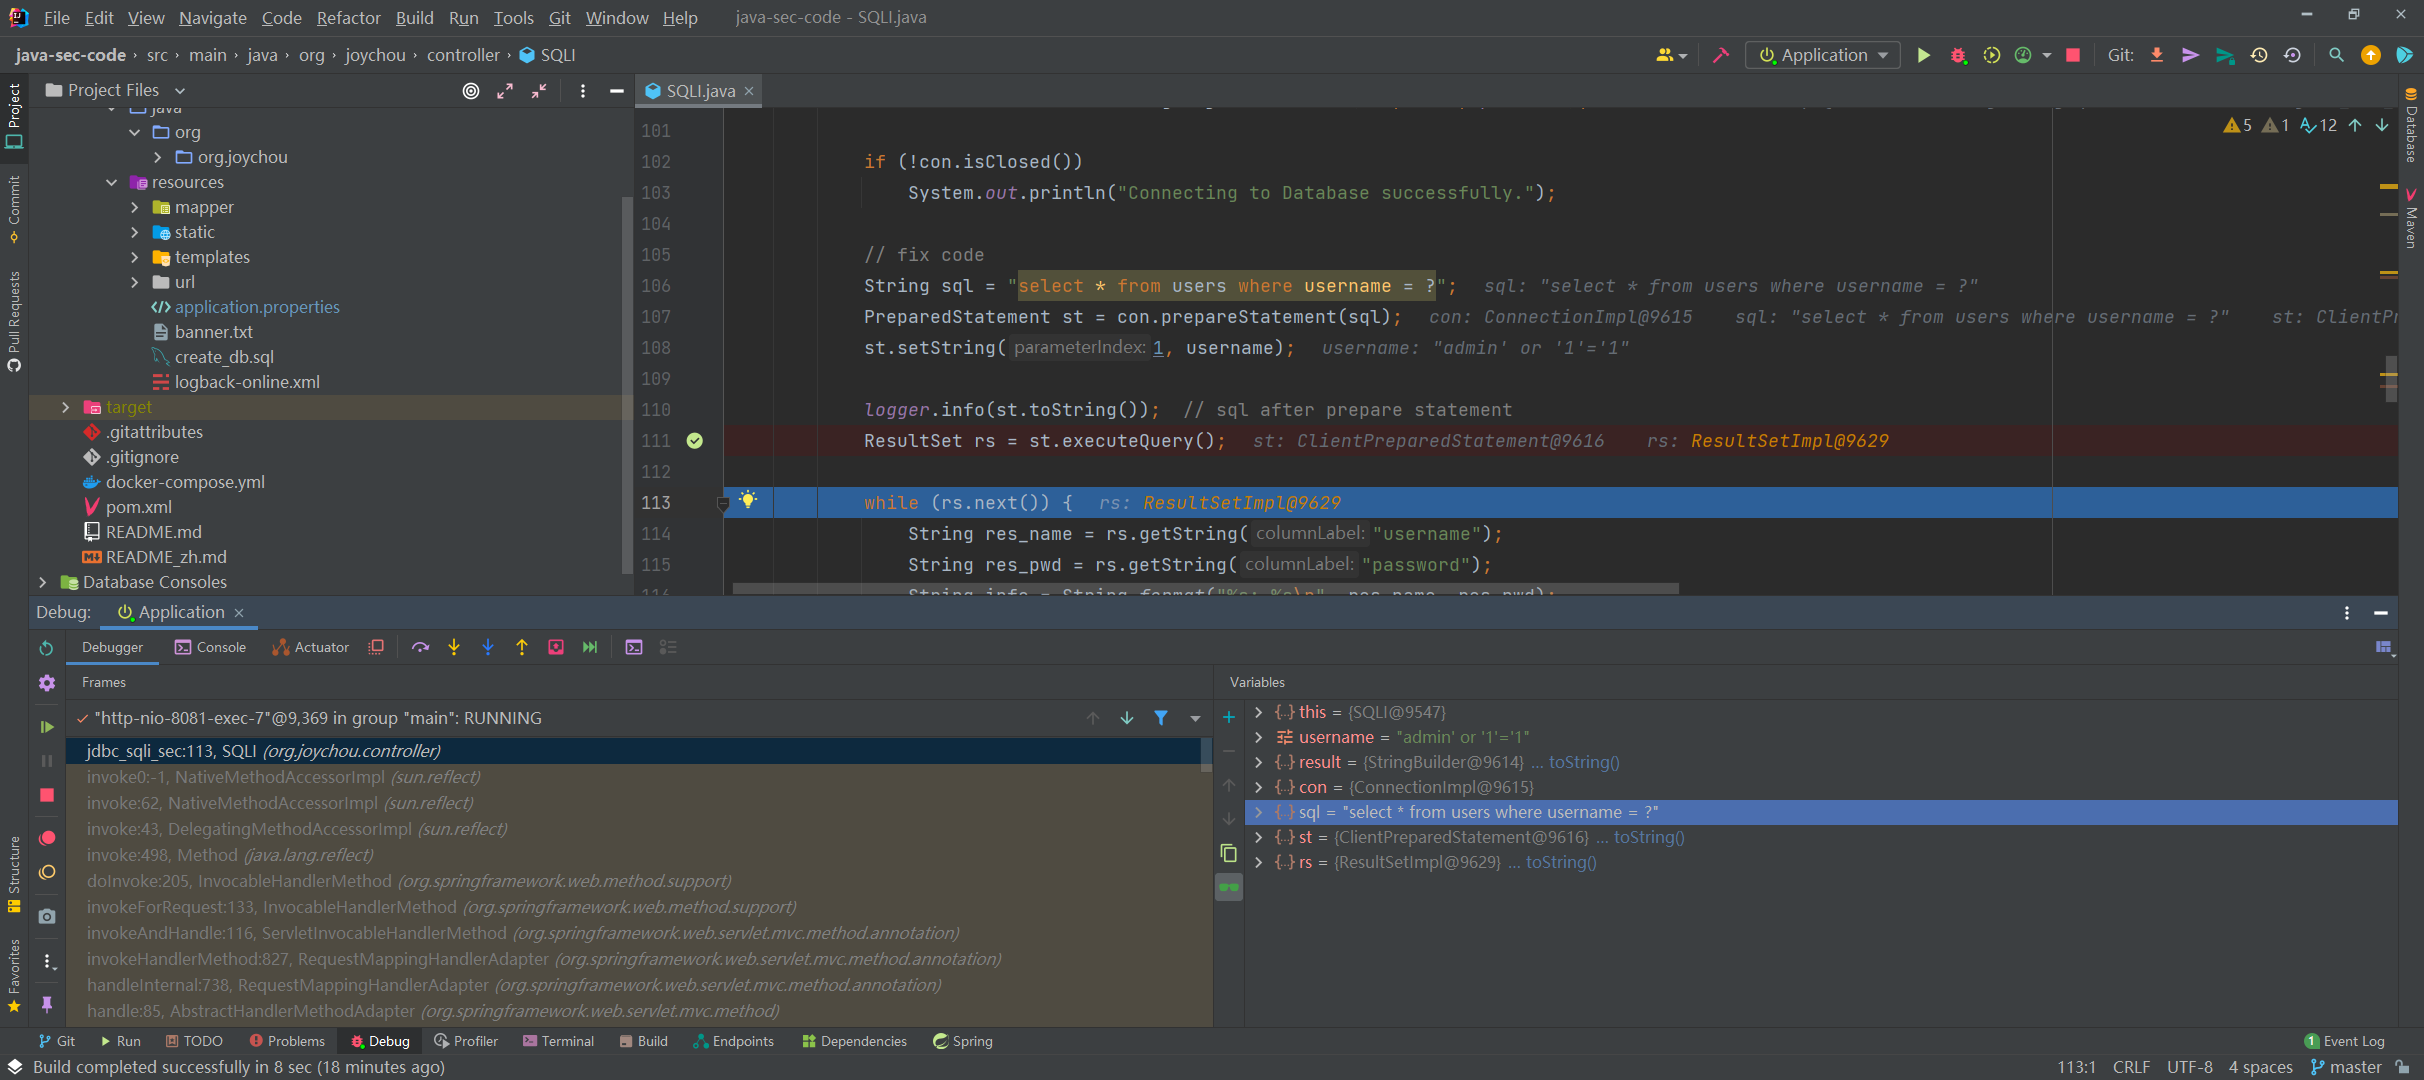 File Edit View Navigate Code Refactor Build Run Tools Git Window Help java-sec-code - SQLI.java
java-sec-code › src › main › java › org › joychou › controller › SQLI
Application
Git:
Project Files
SQLI.java
Project
Commit
Pull Requests
Structure
Favorites
java
org
org.joychou
resources
mapper
static
templates
url
application.properties
banner.txt
create_db.sql
logback-online.xml
target
.gitattributes
.gitignore
docker-compose.yml
pom.xml
README.md
README_zh.md
Database Consoles
5 1 12
Database
Maven
101
102 if (!con.isClosed())
103 System.out.println("Connecting to Database successfully.");
104
105 // fix code
106 String sql = "select * from users where username = ?"; sql: "select * from users where username = ?"
107 PreparedStatement st = con.prepareStatement(sql); con: ConnectionImpl@9615 sql: "select * from users where username = ?" st: ClientPr
108 st.setString( parameterIndex: 1, username); username: "admin' or '1'='1"
109
110 logger.info(st.toString()); // sql after prepare statement
111 ResultSet rs = st.executeQuery(); st: ClientPreparedStatement@9616 rs: ResultSetImpl@9629
112
113 while (rs.next()) { rs: ResultSetImpl@9629
114 String res_name = rs.getString( columnLabel: "username");
115 String res_pwd = rs.getString( columnLabel: "password");
116 String info = String.format("%s: %s\n", res_name, res_pwd);
Debug: Application
Debugger Console Actuator
Frames
"http-nio-8081-exec-7"@9,369 in group "main": RUNNING
jdbc_sqli_sec:113, SQLI (org.joychou.controller)
invoke0:-1, NativeMethodAccessorImpl (sun.reflect)
invoke:62, NativeMethodAccessorImpl (sun.reflect)
invoke:43, DelegatingMethodAccessorImpl (sun.reflect)
invoke:498, Method (java.lang.reflect)
doInvoke:205, InvocableHandlerMethod (org.springframework.web.method.support)
invokeForRequest:133, InvocableHandlerMethod (org.springframework.web.method.support)
invokeAndHandle:116, ServletInvocableHandlerMethod (org.springframework.web.servlet.mvc.method.annotation)
invokeHandlerMethod:827, RequestMappingHandlerAdapter (org.springframework.web.servlet.mvc.method.annotation)
handleInternal:738, RequestMappingHandlerAdapter (org.springframework.web.servlet.mvc.method.annotation)
handle:85, AbstractHandlerMethodAdapter (org.springframework.web.servlet.mvc.method)
Variables
this = {SQLI@9547}
username = "admin' or '1'='1"
result = {StringBuilder@9614} ... toString()
con = {ConnectionImpl@9615}
sql = "select * from users where username = ?"
st = {ClientPreparedStatement@9616} ... toString()
rs = {ResultSetImpl@9629} ... toString()
Git Run TODO Problems Debug Profiler Terminal Build Endpoints Dependencies Spring 1 Event Log
Build completed successfully in 8 sec (18 minutes ago) 113:1 CRLF UTF-8 4 spaces master